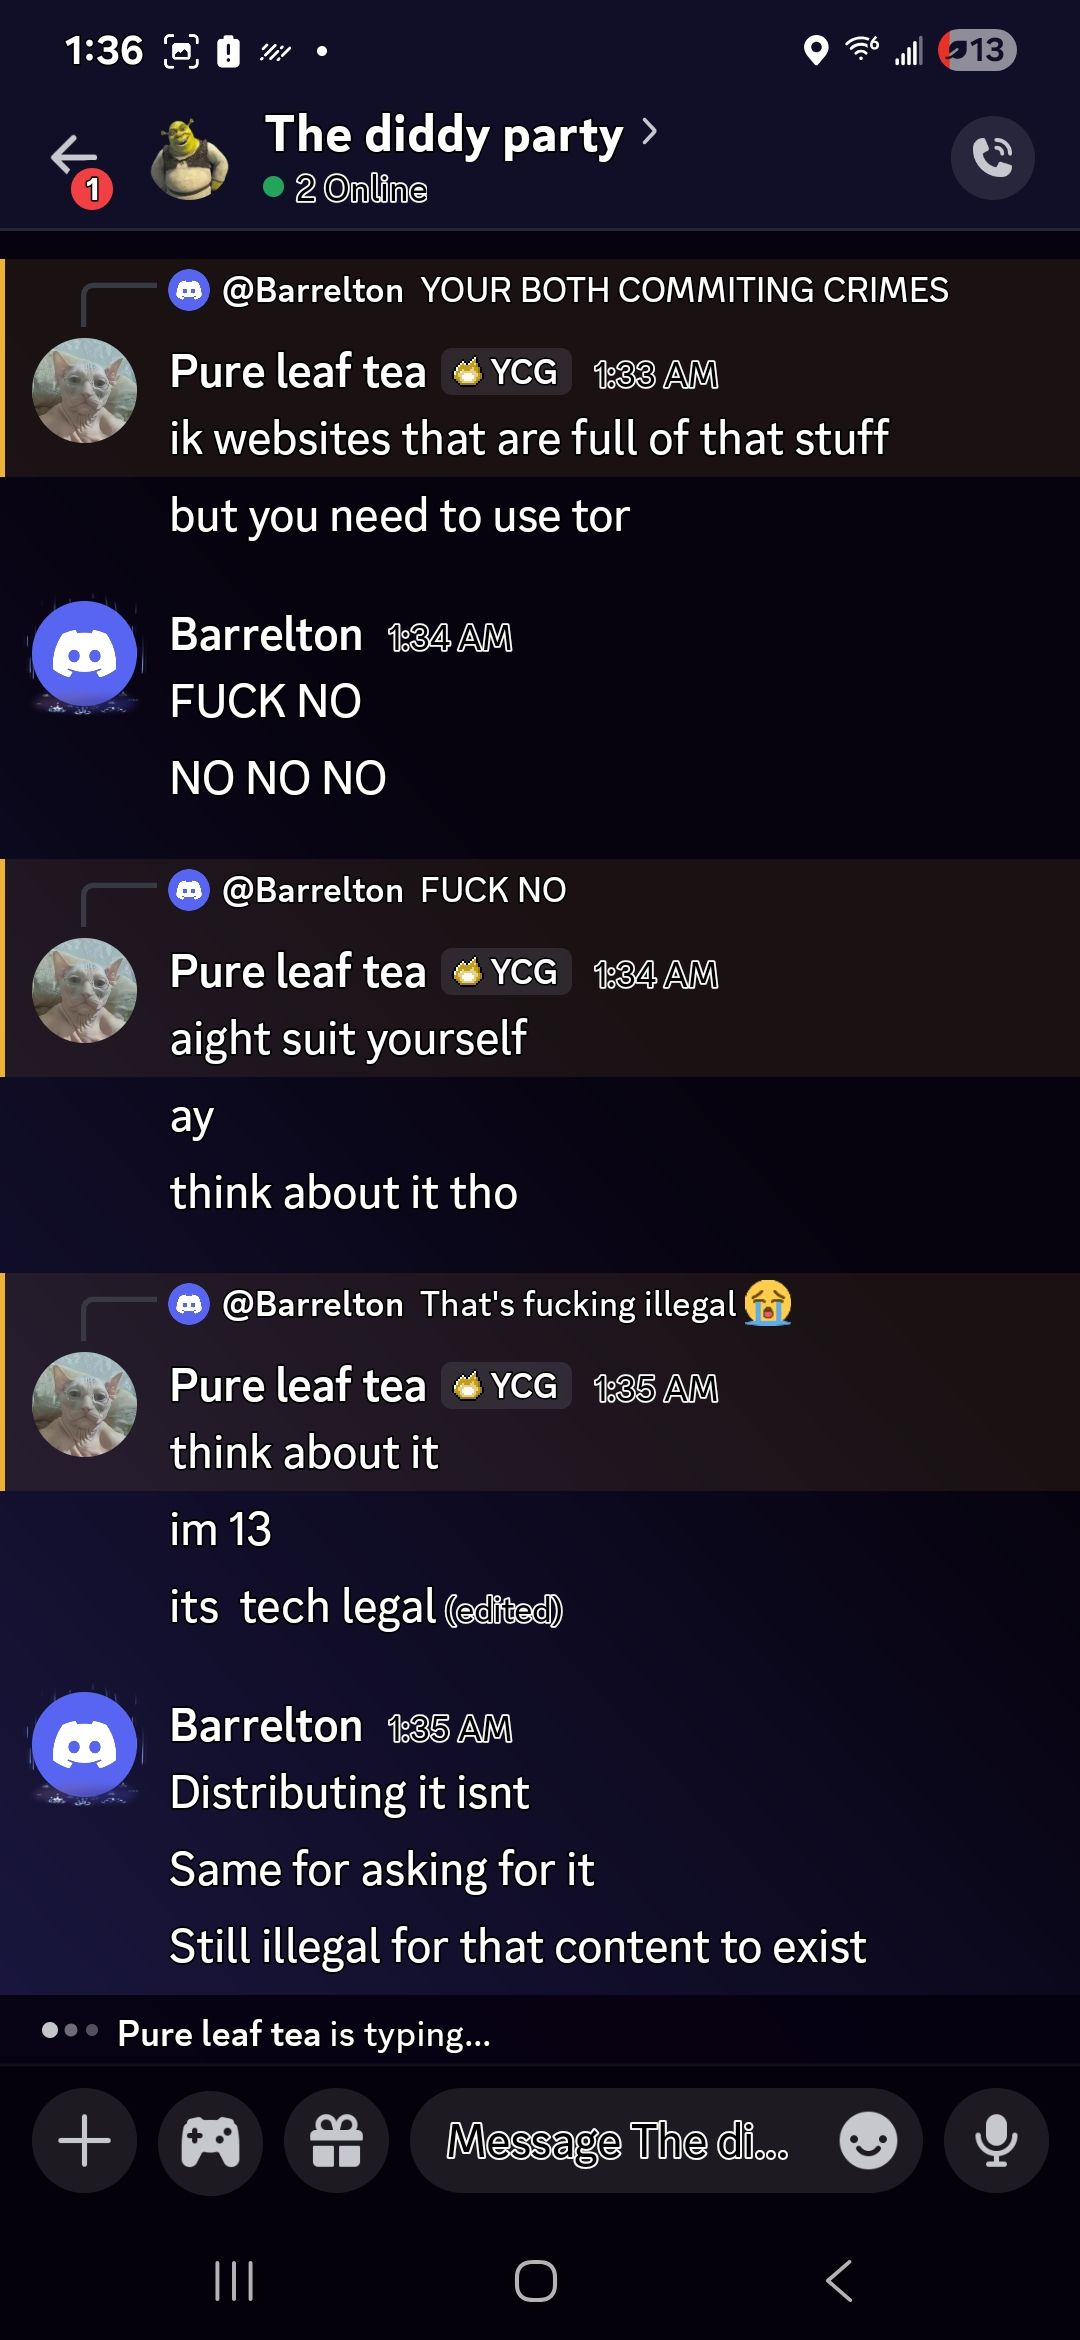 1:36
6
13
The diddy party
1
2 Online
@Barrelton YOUR BOTH COMMITING CRIMES
Pure leaf tea YCG 1:33 AM
ik websites that are full of that stuff
but you need to use tor
Barrelton 1:34 AM
FUCK NO
NO NO NO
@Barrelton FUCK NO
Pure leaf tea YCG 1:34 AM
aight suit yourself
ay
think about it tho
@Barrelton That's fucking illegal😭
Pure leaf tea YCG 1:35 AM
think about it
im 13
its  tech legal (edited)
Barrelton 1:35 AM
Distributing it isnt
Same for asking for it
Still illegal for that content to exist
Pure leaf tea is typing...
Message The di...